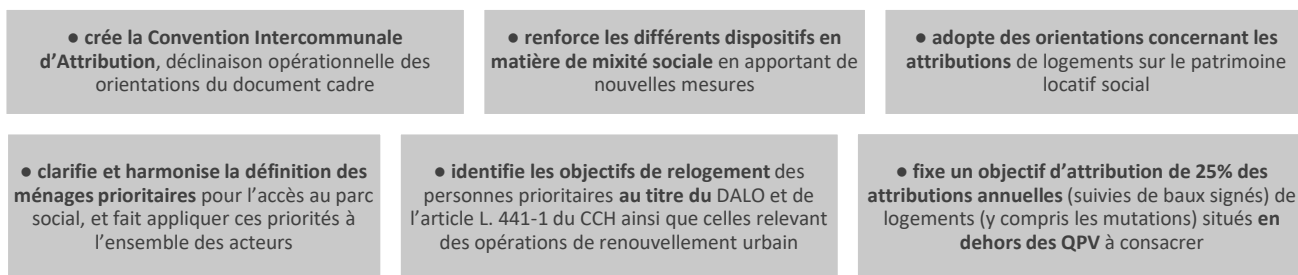 ● crée la Convention Intercommunale
d’Attribution, déclinaison opérationnelle des
orientations du document cadre
● renforce les différents dispositifs en
matière de mixité sociale en apportant de
nouvelles mesures
● adopte des orientations concernant les
attributions de logements sur le patrimoine
locatif social
● clarifie et harmonise la définition des
ménages prioritaires pour l’accès au parc
social, et fait appliquer ces priorités à
l’ensemble des acteurs
● identifie les objectifs de relogement des
personnes prioritaires au titre du DALO et de
l’article L. 441-1 du CCH ainsi que celles relevant
des opérations de renouvellement urbain
● fixe un objectif d’attribution de 25% des
attributions annuelles (suivies de baux signés) de
logements (y compris les mutations) situés en
dehors des QPV à consacrer